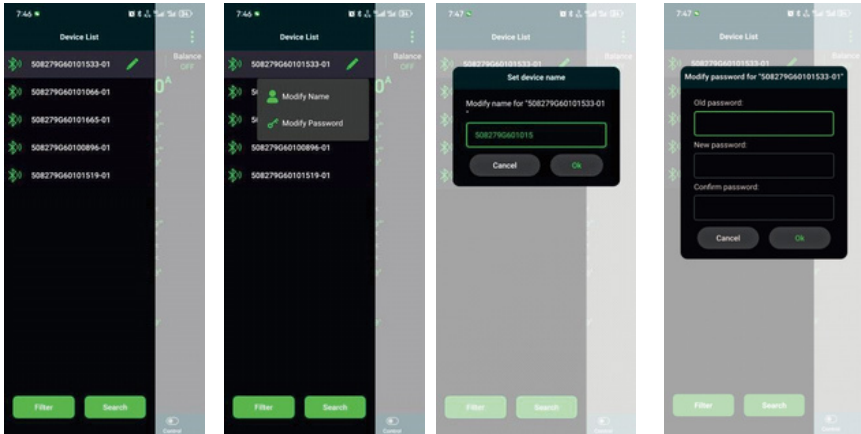 7:46
Device List
508279G60101533-01
Balance
OFF
508279G60101066-01
508279G60101665-01
508279G60100896-01
508279G60101519-01
Filter
Search
Control
7:46
Device List
508279G60101533-01
Balance
OFF
Modify Name
Modify Password
508279G60100896-01
508279G60101519-01
Filter
Search
Control
7:47
Device List
Set device name
Modify name for "508279G60101533-01
"
508279G601015
Cancel
Ok
Filter
Search
Control
7:47
Device List
508279G60101533-01
Modify password for "508279G60101533-01"
Old password:
New password:
Confirm password:
Cancel
Ok
Filter
Search
Control